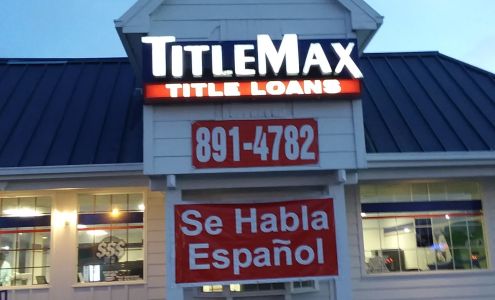 TITLEMAX
TITLE LOANS
891-4782
Se Habla
Español
$$$